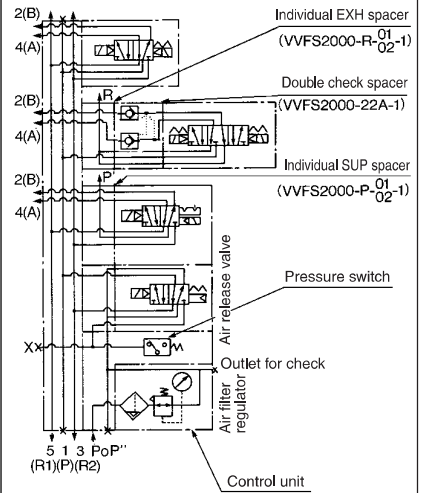 2(B)
4(A)
Individual EXH spacer
(VVFS2000-R-01/02-1)
R
2(B)
4(A)
Double check spacer
(VVFS2000-22A-1)
P
2(B)
4(A)
Individual SUP spacer
(VVFS2000-P-01/02-1)
Air release valve
Pressure switch
X
Outlet for check
Air filter
regulator
5 1 3 PoP"
(R1)(P)(R2)
Control unit